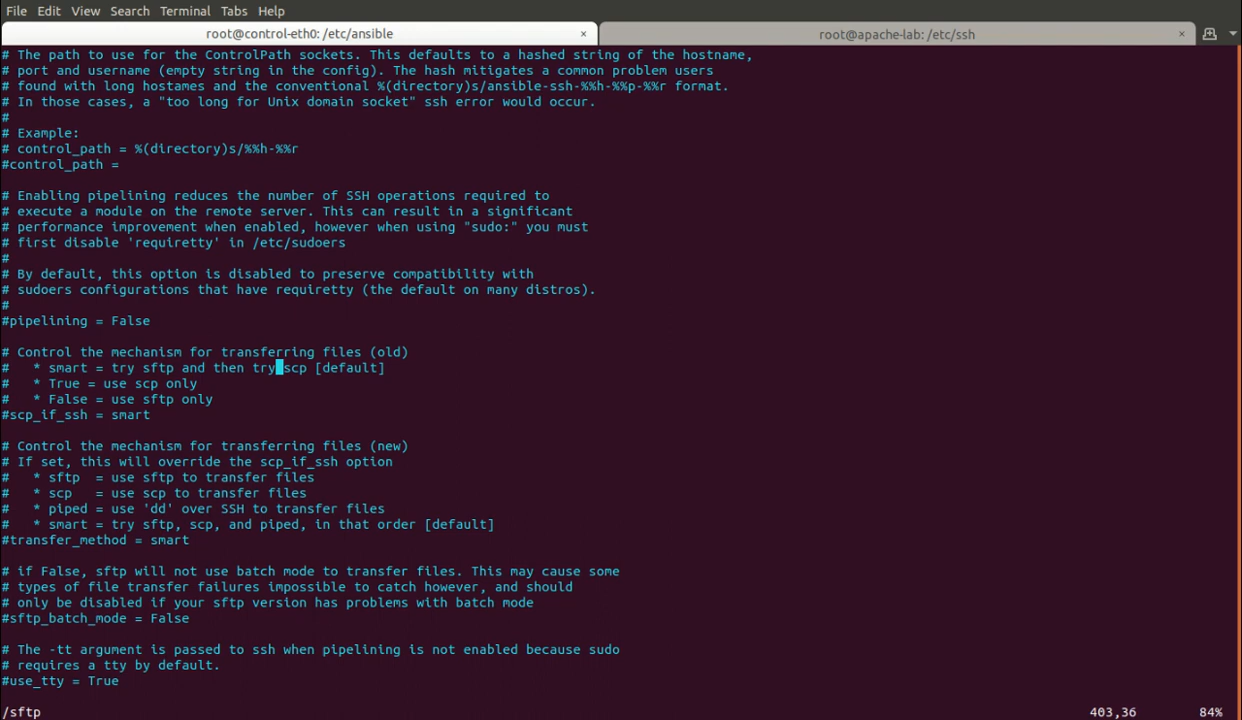 File Edit View Search Terminal Tabs Help
root@control-eth0: /etc/ansible × root@apache-lab: /etc/ssh ×
# The path to use for the ControlPath sockets. This defaults to a hashed string of the hostname,
# port and username (empty string in the config). The hash mitigates a common problem users
# found with long hostames and the conventional %(directory)s/ansible-ssh-%%h-%%p-%%r format.
# In those cases, a "too long for Unix domain socket" ssh error would occur.
#
# Example:
# control_path = %(directory)s/%%h-%%r
#control_path =
# Enabling pipelining reduces the number of SSH operations required to
# execute a module on the remote server. This can result in a significant
# performance improvement when enabled, however when using "sudo:" you must
# first disable 'requiretty' in /etc/sudoers
#
# By default, this option is disabled to preserve compatibility with
# sudoers configurations that have requiretty (the default on many distros).
#
#pipelining = False
# Control the mechanism for transferring files (old)
#   * smart = try sftp and then try scp [default]
#   * True = use scp only
#   * False = use sftp only
#scp_if_ssh = smart
# Control the mechanism for transferring files (new)
# If set, this will override the scp_if_ssh option
#   * sftp  = use sftp to transfer files
#   * scp   = use scp to transfer files
#   * piped = use 'dd' over SSH to transfer files
#   * smart = try sftp, scp, and piped, in that order [default]
#transfer_method = smart
# if False, sftp will not use batch mode to transfer files. This may cause some
# types of file transfer failures impossible to catch however, and should
# only be disabled if your sftp version has problems with batch mode
#sftp_batch_mode = False
# The -tt argument is passed to ssh when pipelining is not enabled because sudo
# requires a tty by default.
#use_tty = True
/sftp 403,36 84%